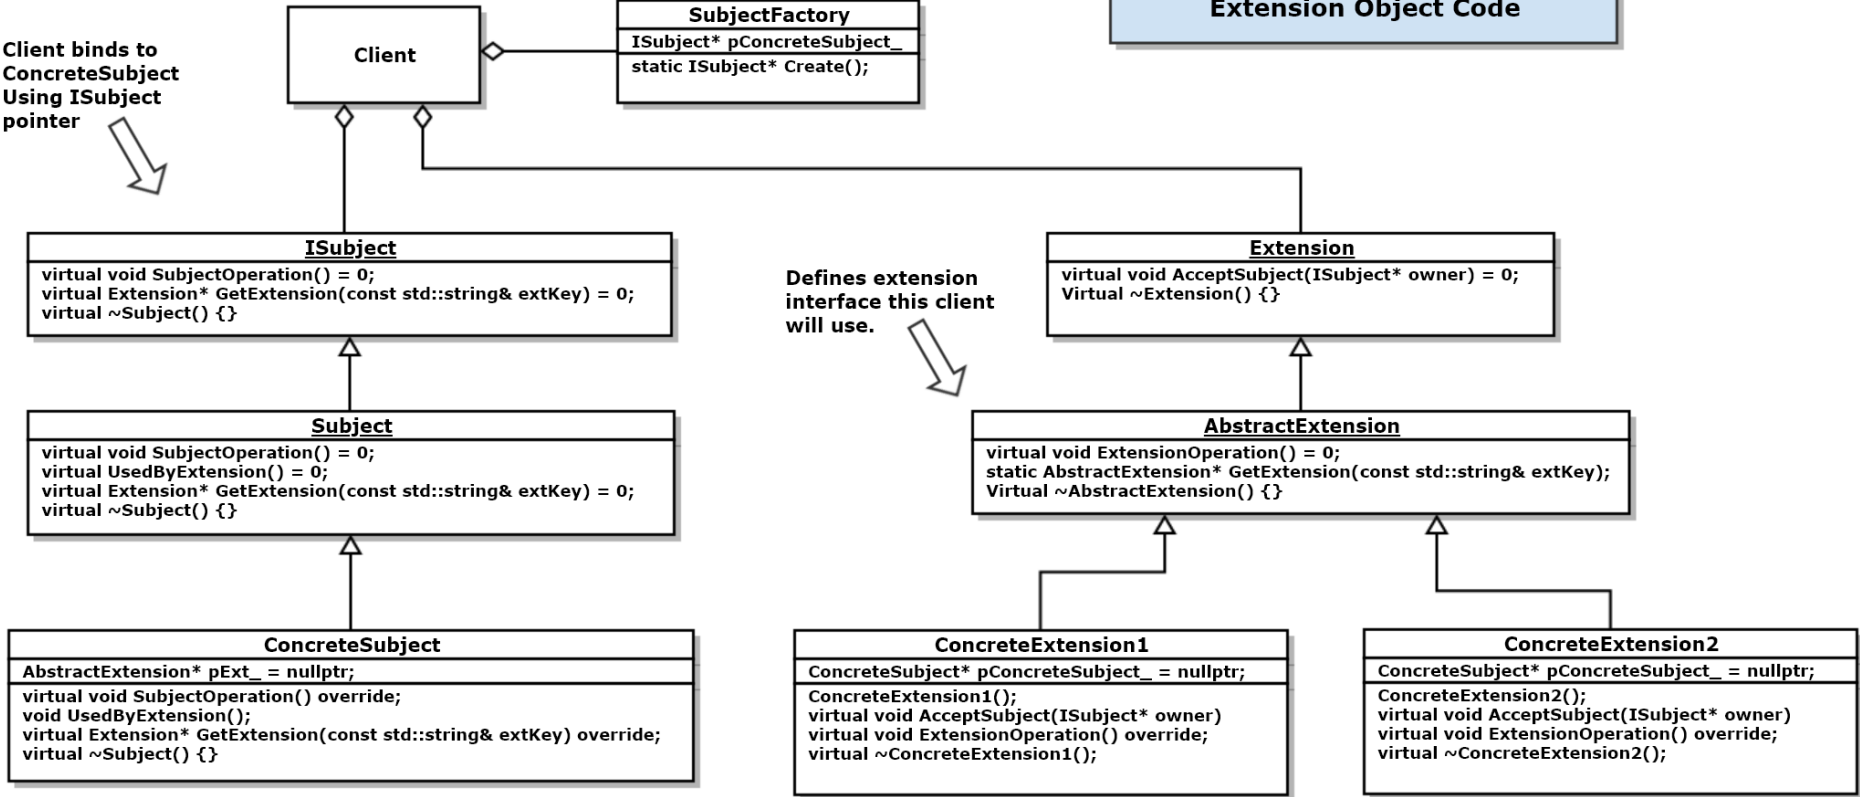 Extension Object Code
Client
SubjectFactory
ISubject* pConcreteSubject_
static ISubject* Create();
Client binds to
ConcreteSubject
Using ISubject
pointer
ISubject
virtual void SubjectOperation() = 0;
virtual Extension* GetExtension(const std::string& extKey) = 0;
virtual ~Subject() {}
Defines extension
interface this client
will use.
Extension
virtual void AcceptSubject(ISubject* owner) = 0;
Virtual ~Extension() {}
Subject
virtual void SubjectOperation() = 0;
virtual UsedByExtension() = 0;
virtual Extension* GetExtension(const std::string& extKey) = 0;
virtual ~Subject() {}
AbstractExtension
virtual void ExtensionOperation() = 0;
static AbstractExtension* GetExtension(const std::string& extKey);
Virtual ~AbstractExtension() {}
ConcreteSubject
AbstractExtension* pExt_ = nullptr;
virtual void SubjectOperation() override;
void UsedByExtension();
virtual Extension* GetExtension(const std::string& extKey) override;
virtual ~Subject() {}
ConcreteExtension1
ConcreteSubject* pConcreteSubject_ = nullptr;
ConcreteExtension1();
virtual void AcceptSubject(ISubject* owner)
virtual void ExtensionOperation() override;
virtual ~ConcreteExtension1();
ConcreteExtension2
ConcreteSubject* pConcreteSubject_ = nullptr;
ConcreteExtension2();
virtual void AcceptSubject(ISubject* owner)
virtual void ExtensionOperation() override;
virtual ~ConcreteExtension2();